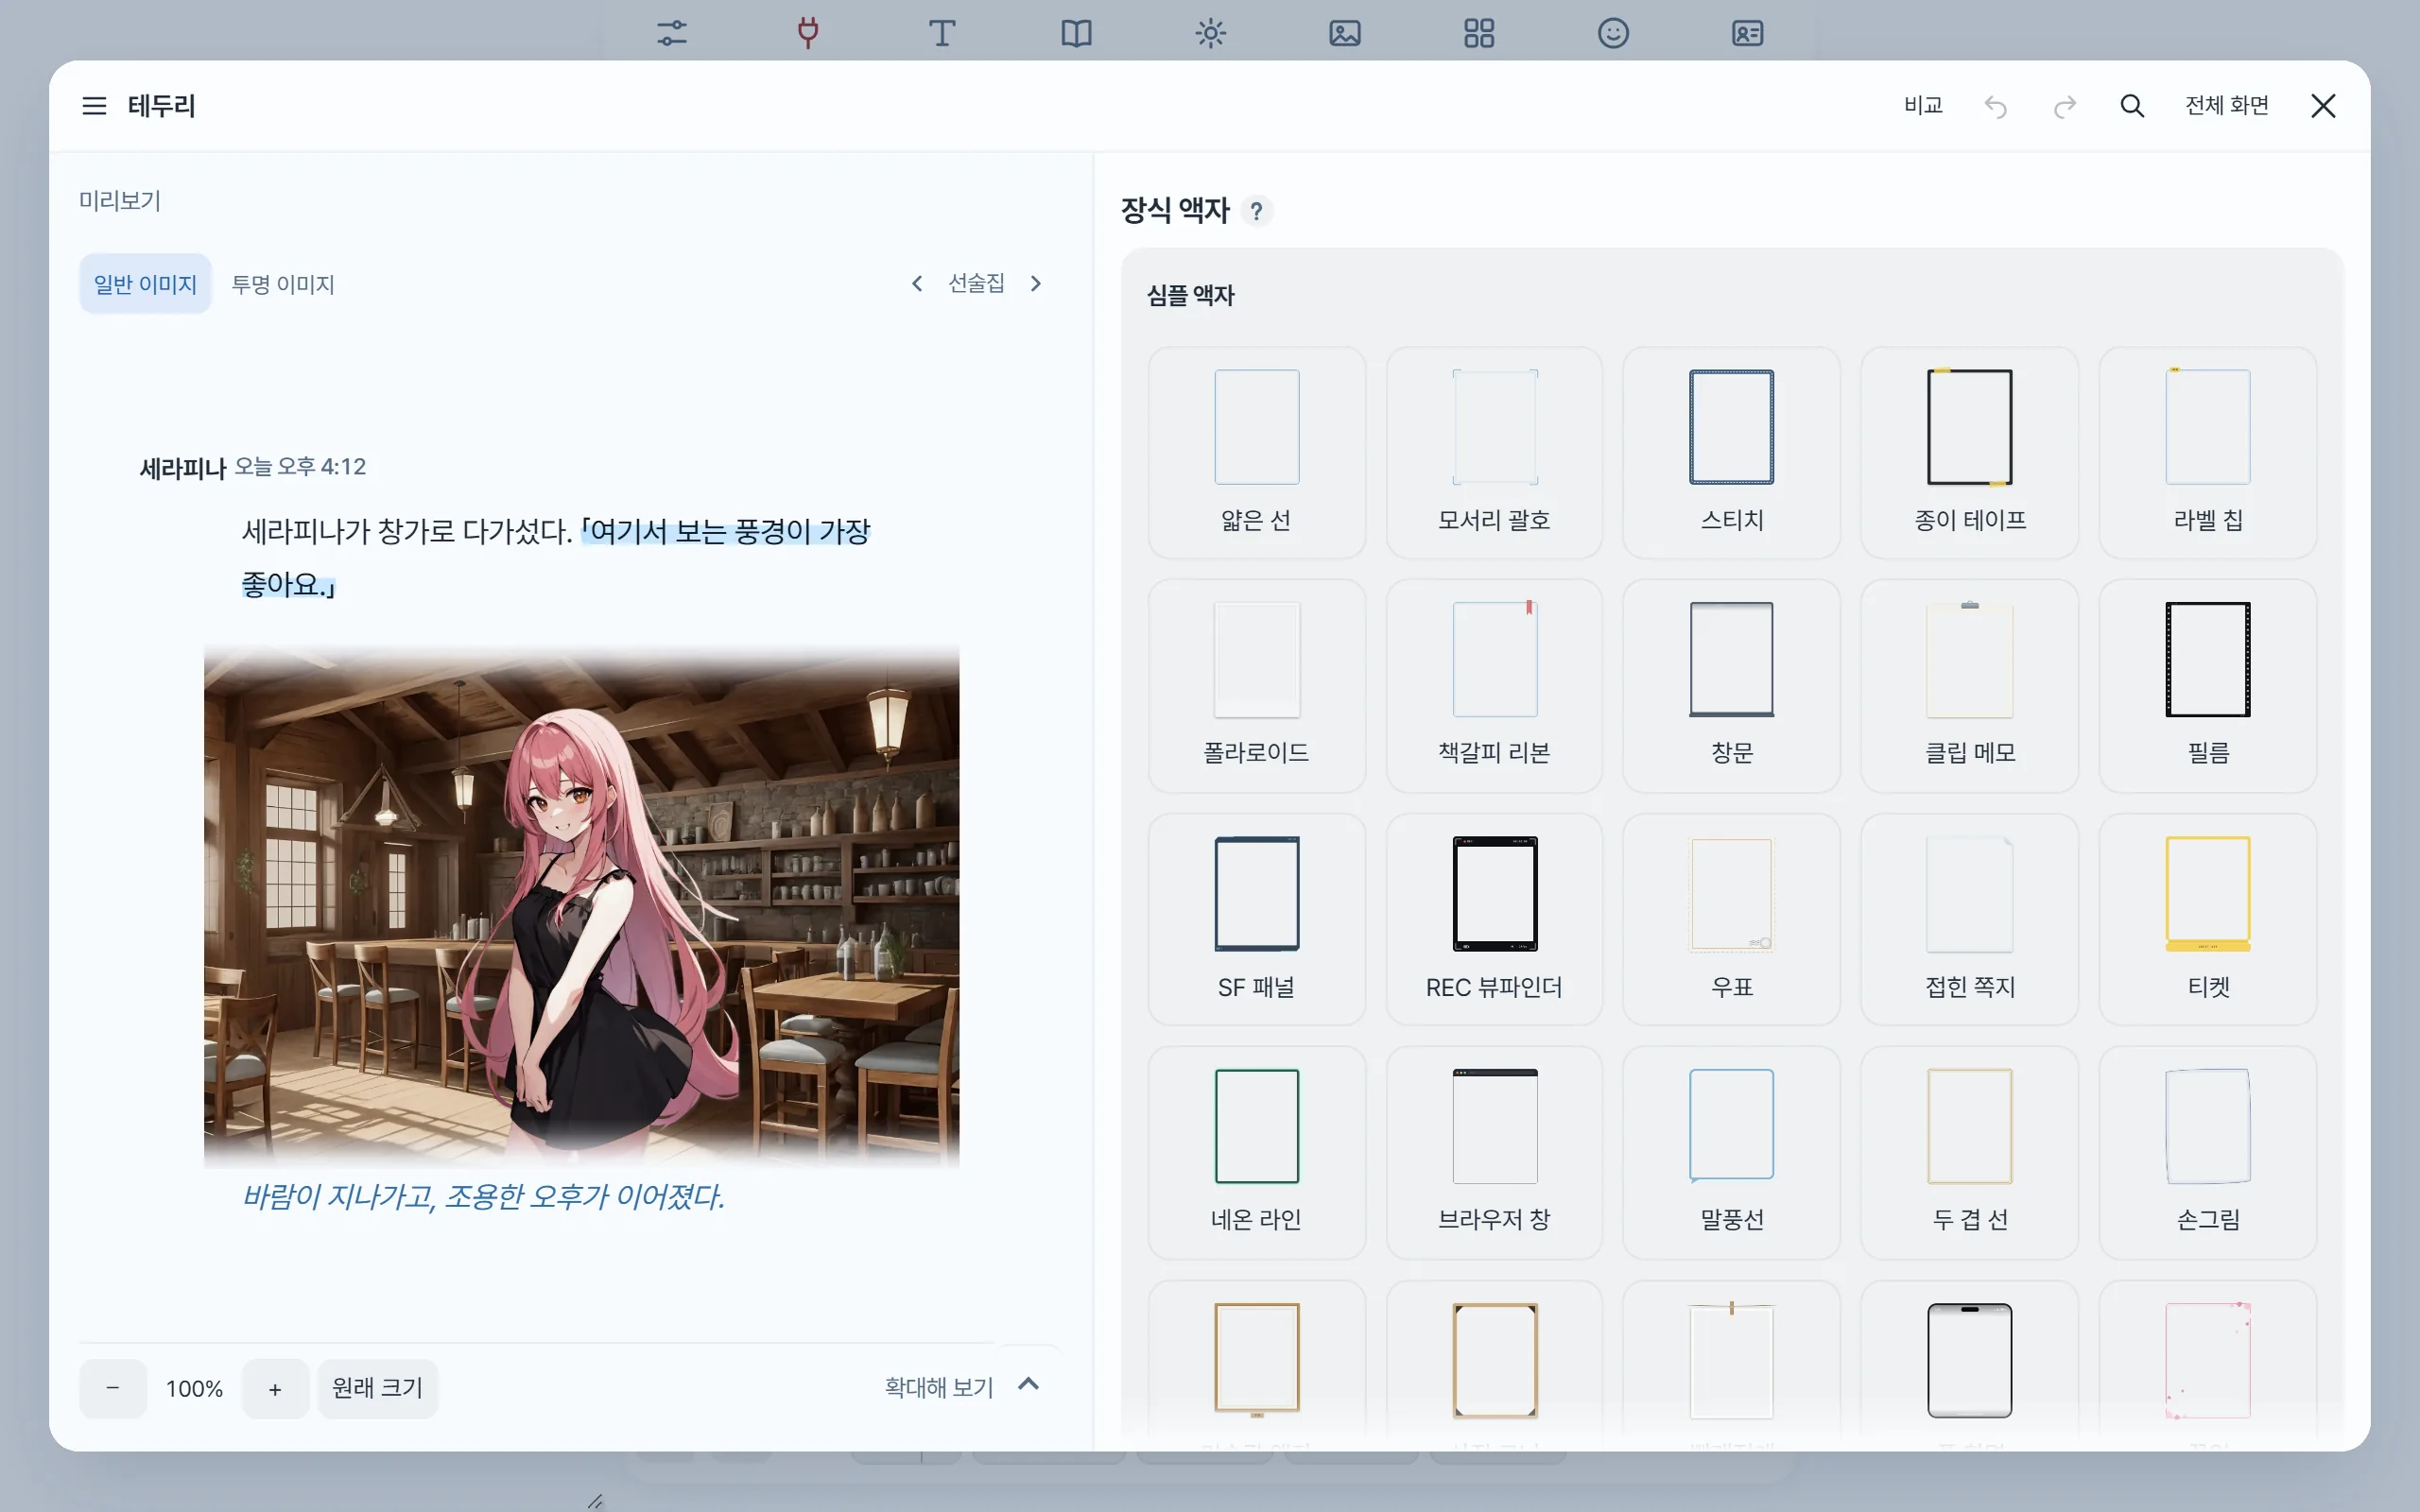 테두리
비교
전체 화면
미리보기
일반 이미지
투명 이미지
선술집
세라피나 오늘 오후 4:12
세라피나가 창가로 다가섰다. 「여기서 보는 풍경이 가장
좋아요.」
바람이 지나가고, 조용한 오후가 이어졌다.
−
100%
+
원래 크기
확대해 보기
장식 액자 ?
심플 액자
얇은 선
모서리 괄호
스티치
종이 테이프
라벨 칩
폴라로이드
책갈피 리본
창문
클립 메모
필름
SF 패널
REC 뷰파인더
우표
접힌 쪽지
티켓
네온 라인
브라우저 창
말풍선
두 겹 선
손그림